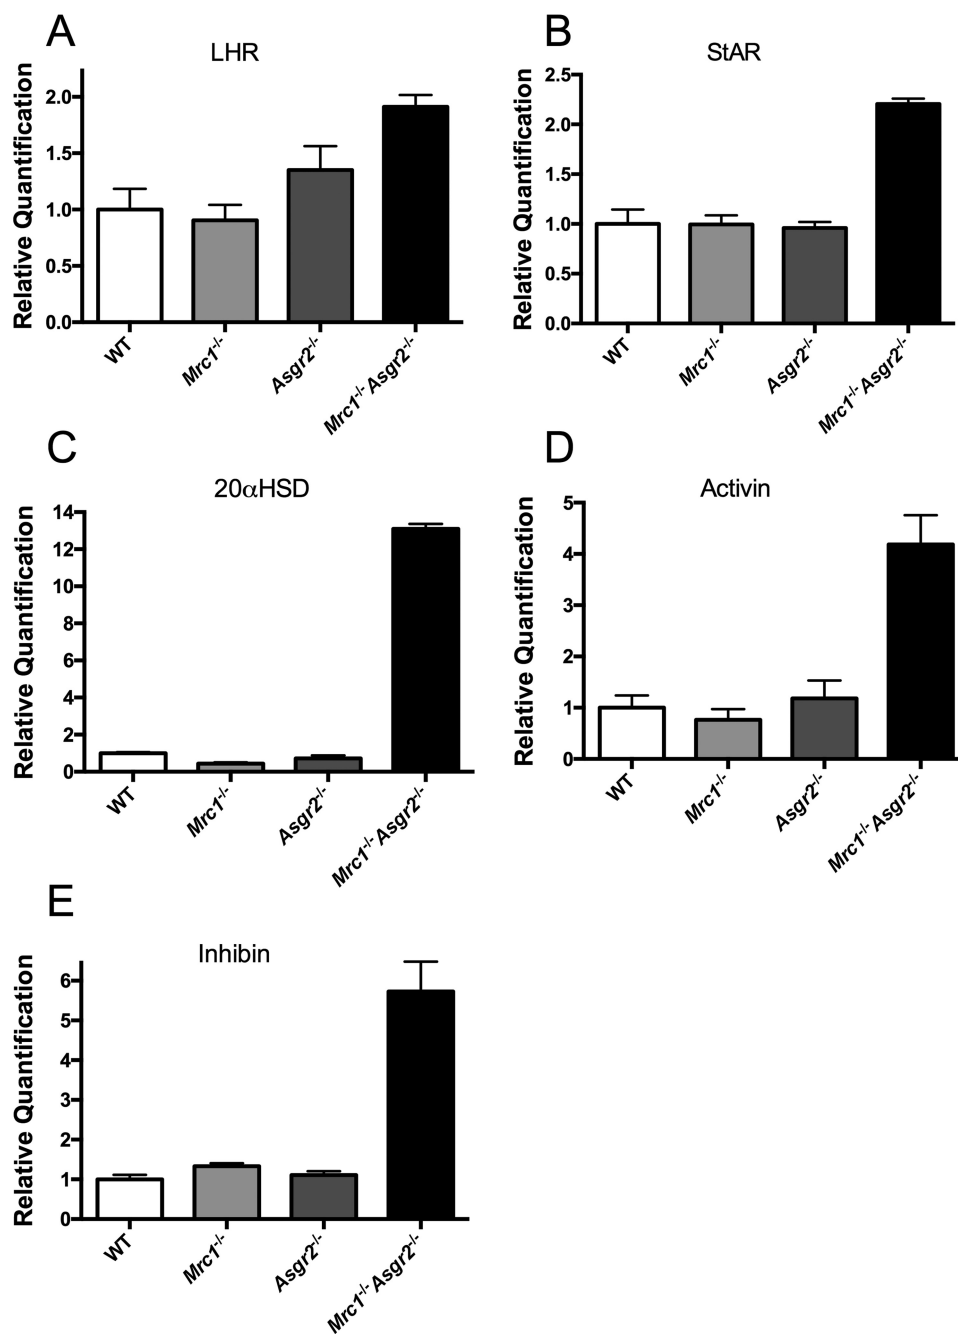 A
LHR
Relative Quantification
2.0
1.5
1.0
0.5
0.0
WT
Mrc1-/-
Asgr2-/-
Mrc1-/- Asgr2-/-
B
StAR
Relative Quantification
2.5
2.0
1.5
1.0
0.5
0.0
WT
Mrc1-/-
Asgr2-/-
Mrc1-/- Asgr2-/-
C
20αHSD
Relative Quantification
14
12
10
8
6
4
2
0
WT
Mrc1-/-
Asgr2-/-
Mrc1-/- Asgr2-/-
D
Activin
Relative Quantification
5
4
3
2
1
0
WT
Mrc1-/-
Asgr2-/-
Mrc1-/- Asgr2-/-
E
Inhibin
Relative Quantification
6
5
4
3
2
1
0
WT
Mrc1-/-
Asgr2-/-
Mrc1-/- Asgr2-/-